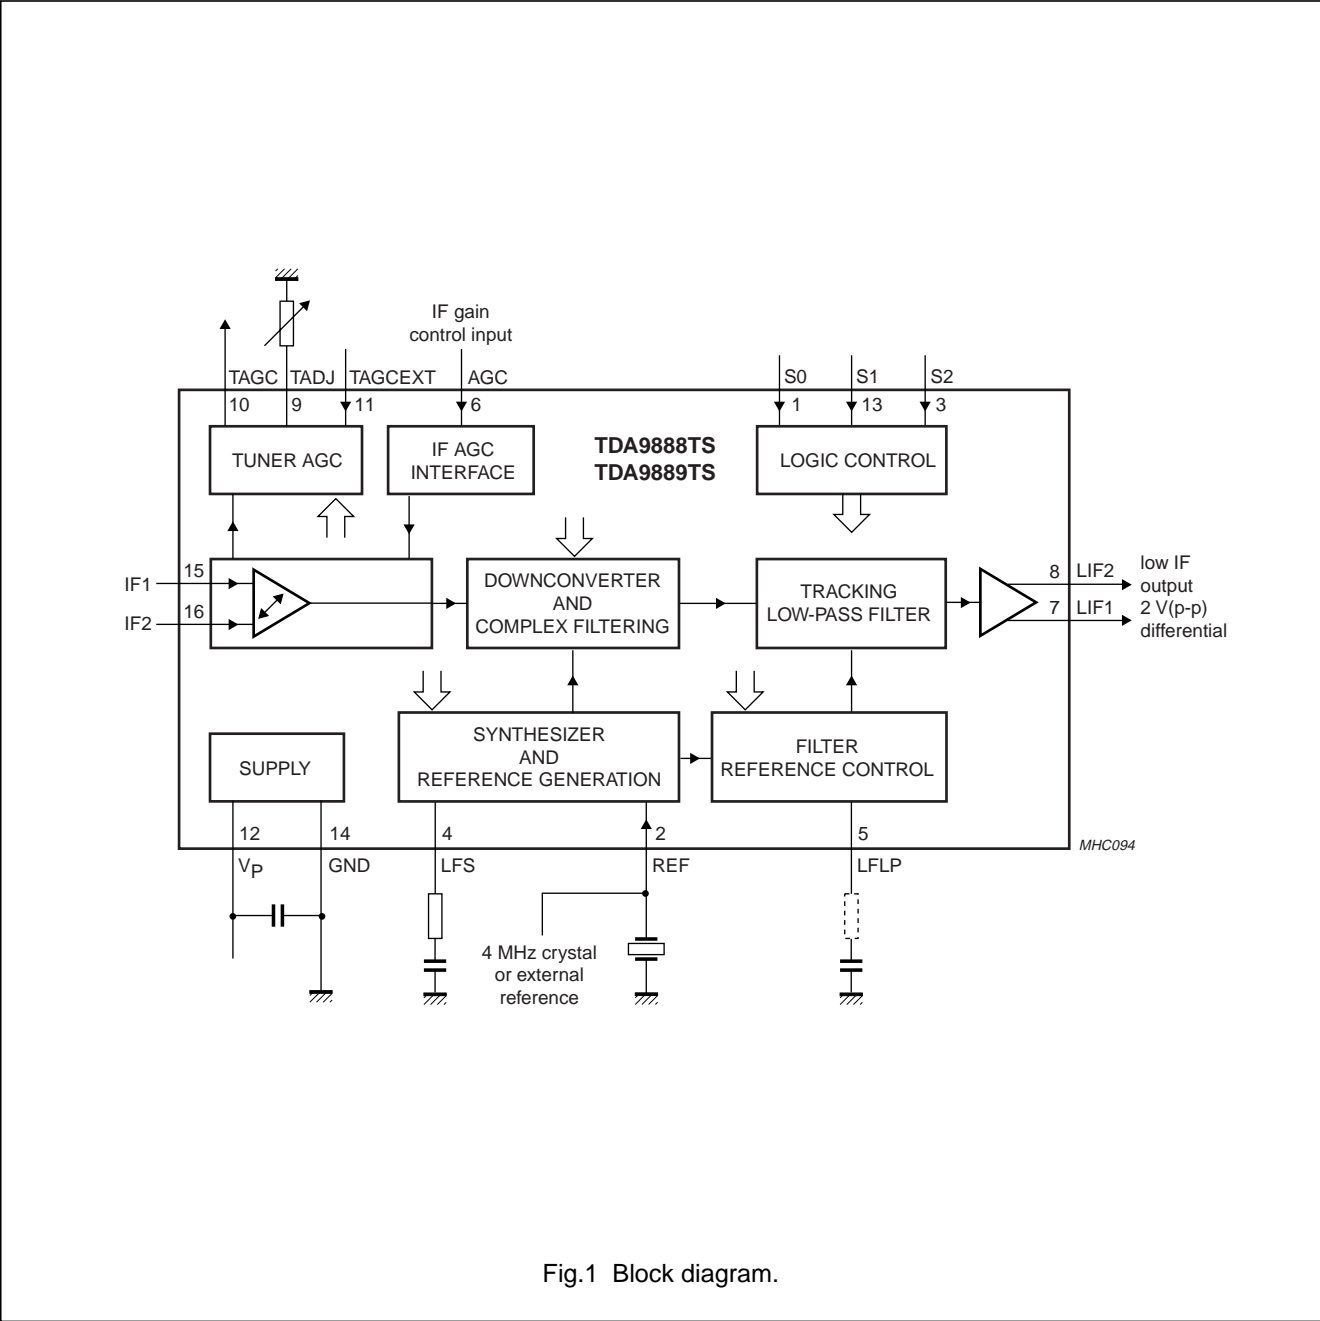 IF gain
control input
TAGC
TADJ
TAGCEXT
AGC
S0
S1
S2
10
9
11
6
1
13
3
TUNER AGC
IF AGC
INTERFACE
TDA9888TS
TDA9889TS
LOGIC CONTROL
IF1
15
IF2
16
DOWNCONVERTER
AND
COMPLEX FILTERING
TRACKING
LOW-PASS FILTER
8
LIF2
7
LIF1
low IF
output
2 V(p-p)
differential
SUPPLY
SYNTHESIZER
AND
REFERENCE GENERATION
FILTER
REFERENCE CONTROL
12
14
4
2
5
MHC094
VP
GND
LFS
REF
LFLP
4 MHz crystal
or external
reference
Fig.1 Block diagram.